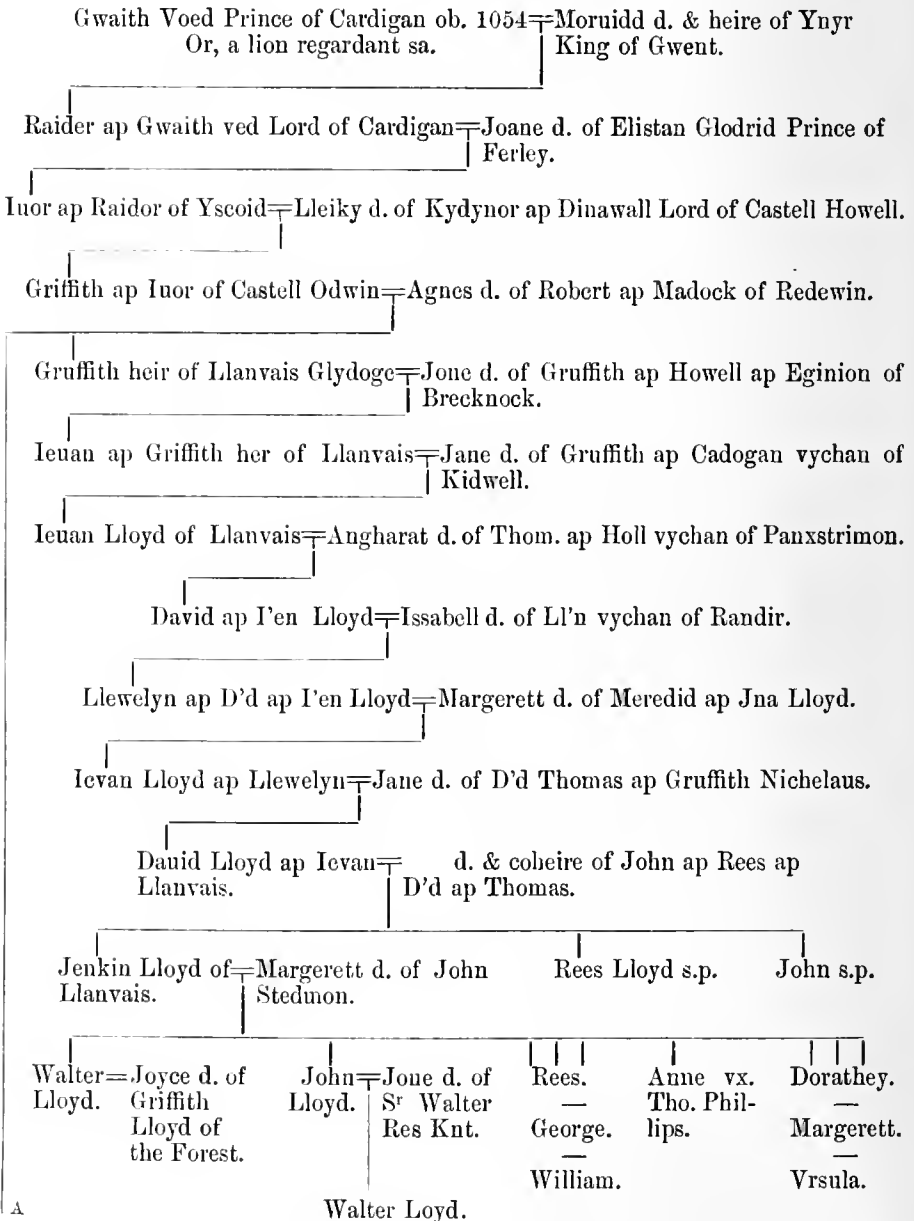 Gwaith Voed Prince of Cardigan ob. 1054=Moruidd d. & heire of Ynyr
Or, a lion regardant sa. King of Gwent.
Raider ap Gwaith ved Lord of Cardigan=Joane d. of Elistan Glodrid Prince of
Ferley.
Iuor ap Raidor of Yscoid=Lleiky d. of Kydynor ap Dinawall Lord of Castell Howell.
Griffith ap Iuor of Castell Odwin=Agnes d. of Robert ap Madock of Redewin.
Gruffith heir of Llanvais Glydoge=Jone d. of Gruffith ap Howell ap Eginion of
Brecknock.
Ieuan ap Griffith her of Llanvais=Jane d. of Gruffith ap Cadogan vychan of
Kidwell.
Ieuan Lloyd of Llanvais=Angharat d. of Thom. ap Holl vychan of Panxstrimon.
David ap I'en Lloyd=Issabell d. of Ll'n vychan of Randir.
Llewelyn ap D'd ap I'en Lloyd=Margerett d. of Meredid ap Jna Lloyd.
Ievan Lloyd ap Llewelyn=Jane d. of D'd Thomas ap Gruffith Nichelaus.
Dauid Lloyd ap Ievan= d. & coheire of John ap Rees ap
Llanvais. D'd ap Thomas.
Jenkin Lloyd of=Margerett d. of John Rees Lloyd s.p. John s.p.
Llanvais. Stedmon.
Walter=Joyce d. of John=Jone d. of Rees. Anne vx. Dorathey.
Lloyd. Griffith Lloyd. Sr Walter — Tho. Phil- —
Lloyd of Res Knt. George. lips. Margerett.
the Forest. — —
William. Vrsula.
A Walter Loyd.